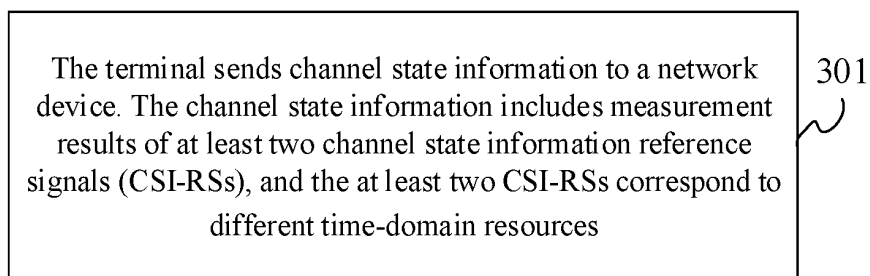 The terminal sends channel state information to a network
device. The channel state information includes measurement
results of at least two channel state information reference
signals (CSI-RSs), and the at least two CSI-RSs correspond to
different time-domain resources
301